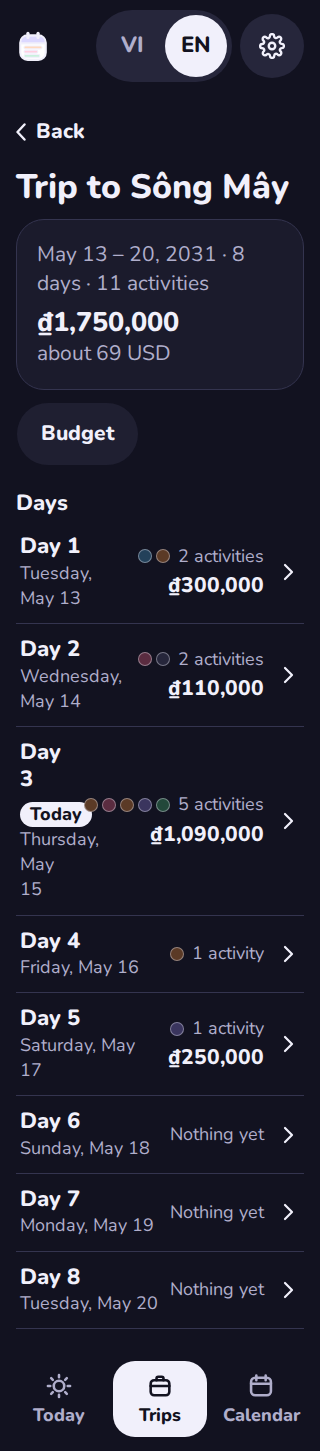 VI
EN
Back
Trip to Sông Mây
May 13 – 20, 2031 · 8
days · 11 activities
₫1,750,000
about 69 USD
Budget
Days
Day 1
Tuesday,
May 13
2 activities
₫300,000
Day 2
Wednesday,
May 14
2 activities
₫110,000
Day
3
Today
Thursday,
May
15
5 activities
₫1,090,000
Day 4
Friday, May 16
1 activity
Day 5
Saturday, May
17
1 activity
₫250,000
Day 6
Sunday, May 18
Nothing yet
Day 7
Monday, May 19
Nothing yet
Day 8
Tuesday, May 20
Nothing yet
Today
Trips
Calendar